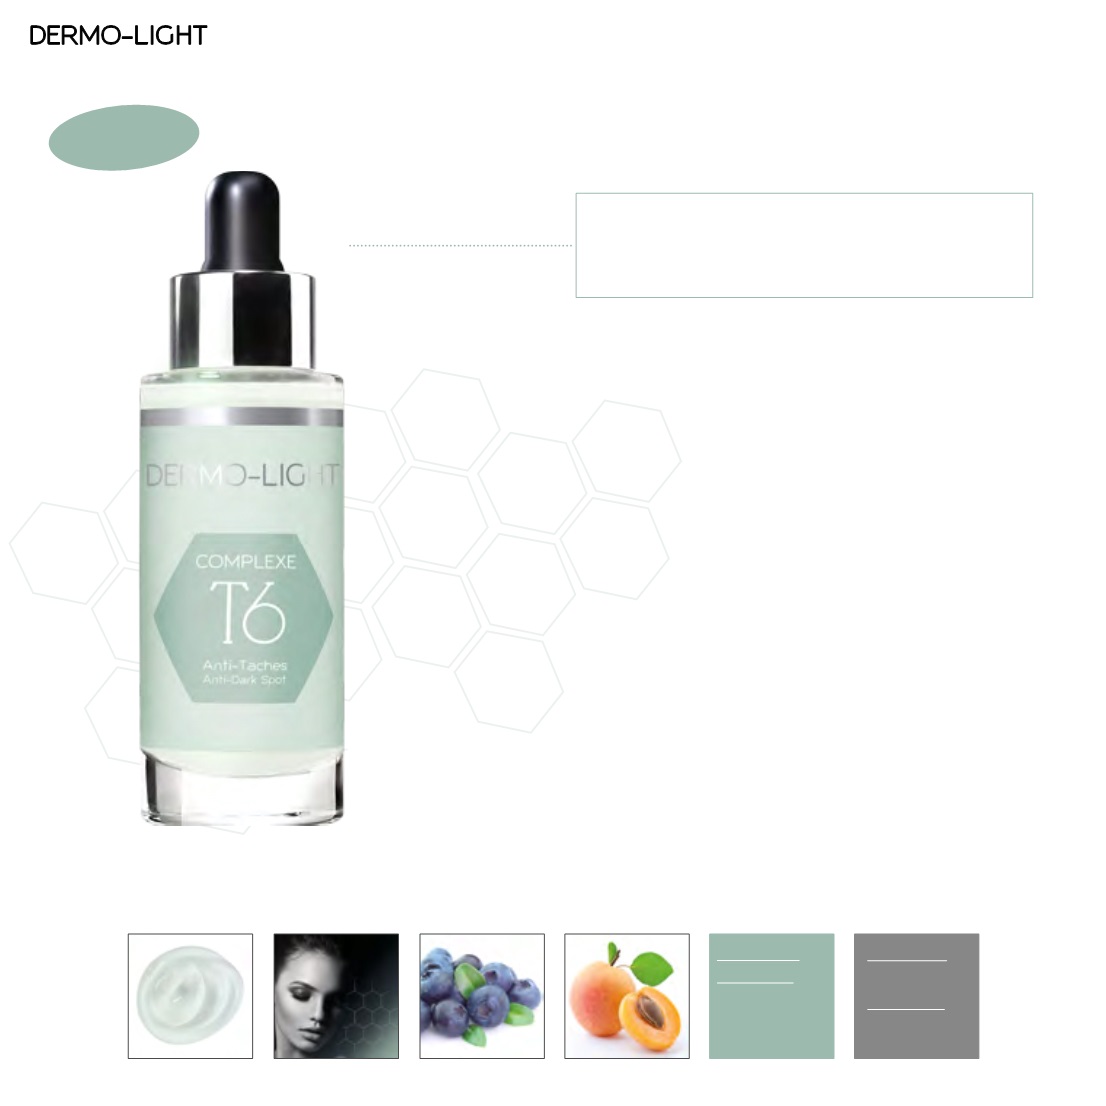 DERMO-LIGHT
DERMO-LIGHT
COMPLEXE
T6
Anti-Taches
Anti-Dark Spot